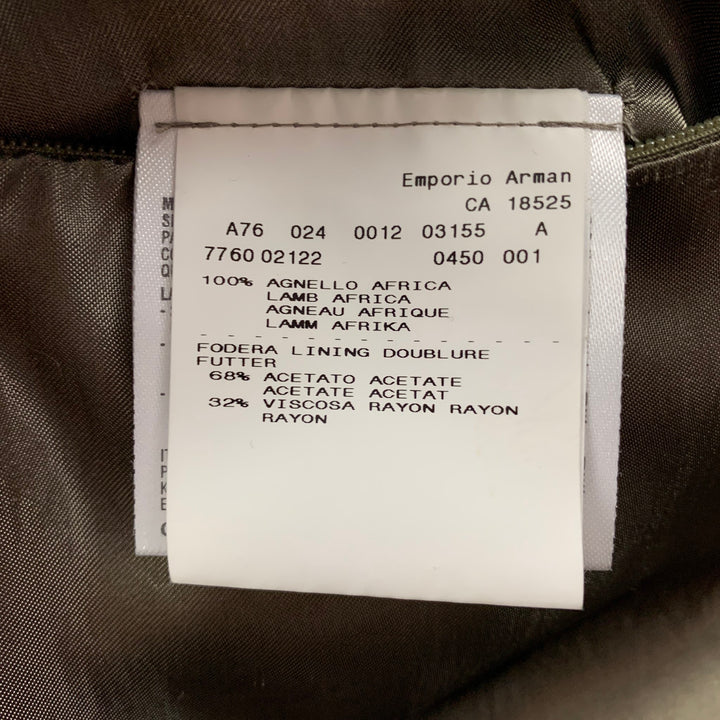 Emporio Arman
CA 18525
A76 024 0012 03155 A
7760 02122 0450 001
100% AGNELLO AFRICA
LAMB AFRICA
AGNEAU AFRIQUE
LAMM AFRIKA
FODERA LINING DOUBLURE
FUTTER
68% ACETATO ACETATE
ACETATE ACETAT
32% VISCOSA RAYON RAYON
RAYON